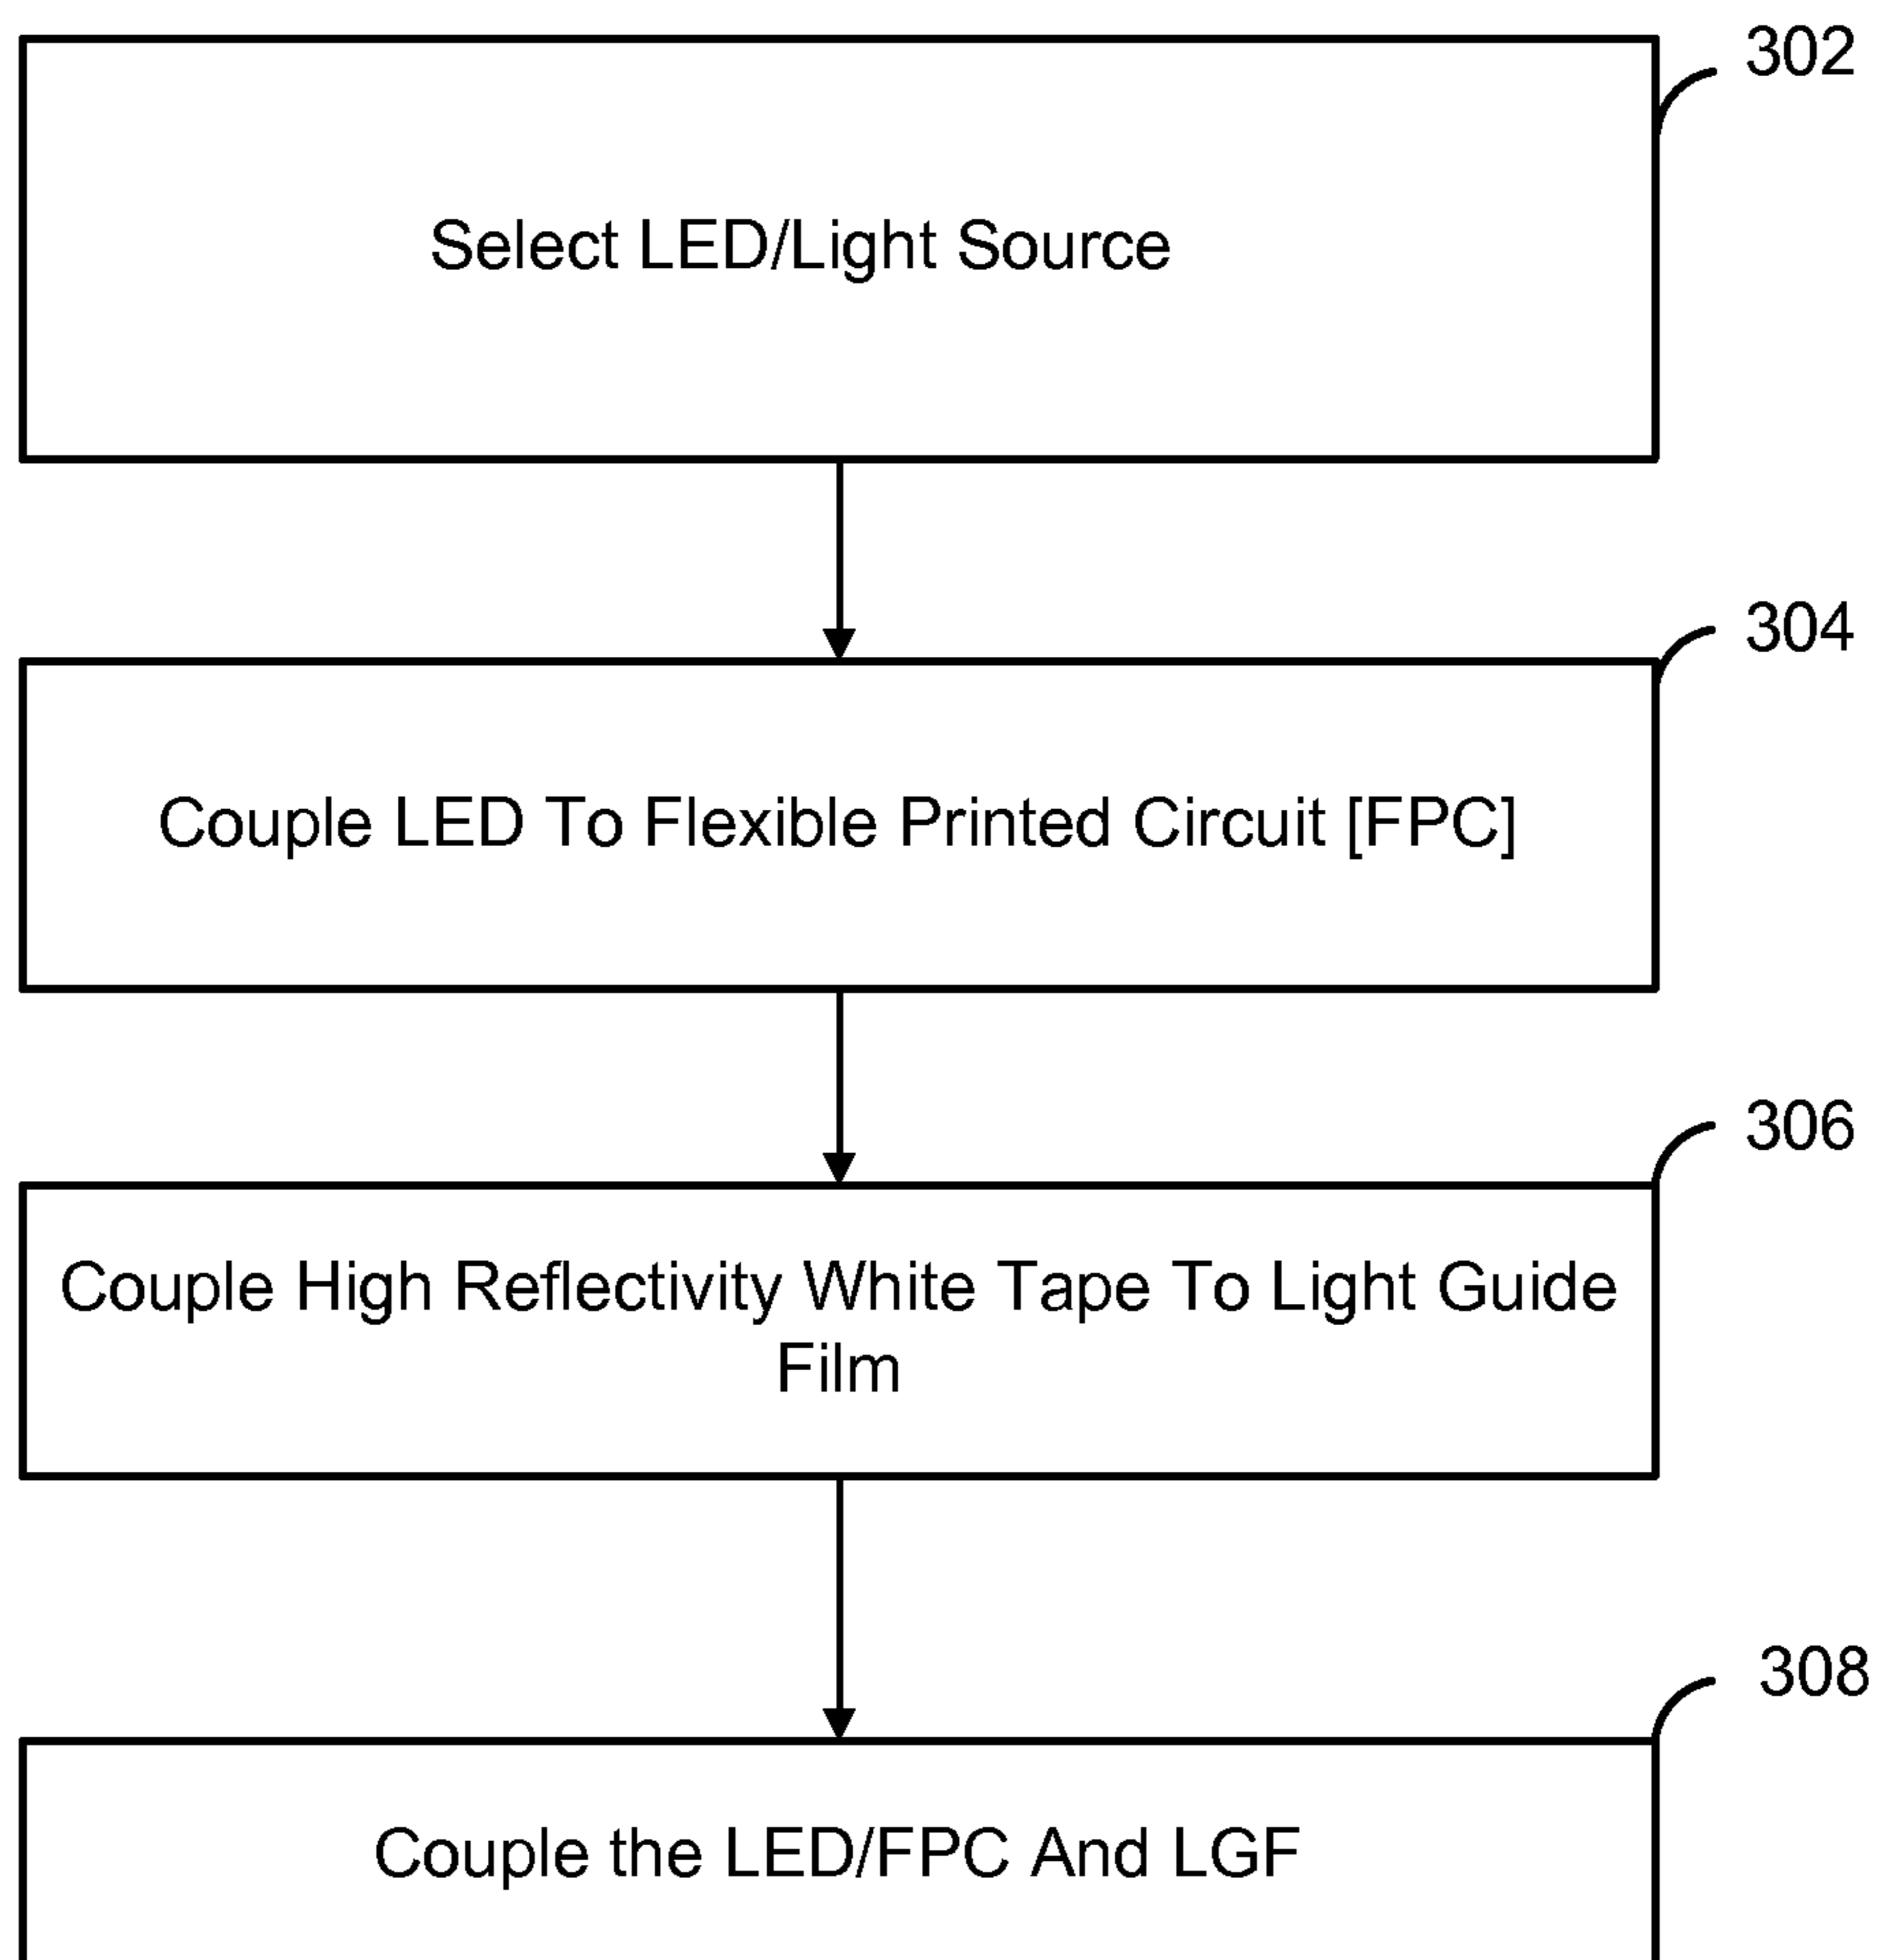 302
Select LED/Light Source
304
Couple LED To Flexible Printed Circuit [FPC]
306
Couple High Reflectivity White Tape To Light Guide
Film
308
Couple the LED/FPC And LGF